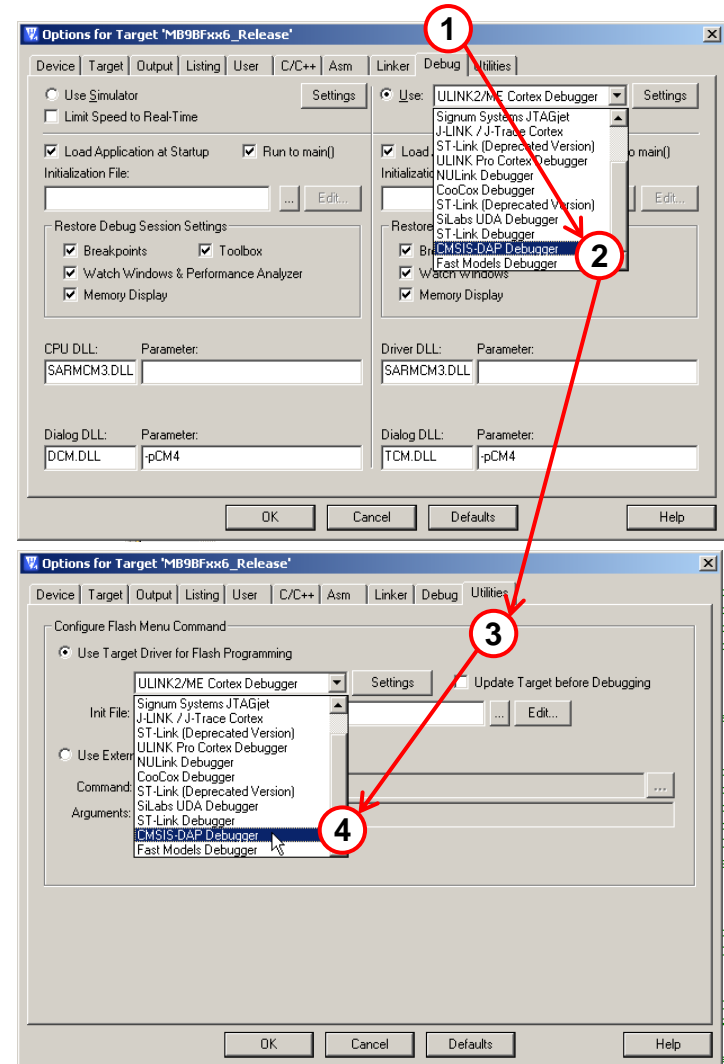 Options for Target 'MB9BFxx6_Release'
1
Device Target Output Listing User C/C++ Asm Linker Debug Utilities
Use Simulator Settings Use: ULINK2/ME Cortex Debugger Settings
Limit Speed to Real-Time
Signum Systems JTAGjet
J-LINK / J-Trace Cortex
ST-Link (Deprecated Version)
ULINK Pro Cortex Debugger
NULink Debugger
CooCox Debugger
ST-Link (Deprecated Version)
SiLabs UDA Debugger
ST-Link Debugger
CMSIS-DAP Debugger
Fast Models Debugger
2
Load Application at Startup Run to main() Load o main()
Initialization File: Initializatio
... Edit... Edit...
Restore Debug Session Settings Restore
Breakpoints Toolbox Br
Watch Windows & Performance Analyzer Watch Windows
Memory Display Memory Display
CPU DLL: Parameter: Driver DLL: Parameter:
SARMCM3.DLL SARMCM3.DLL
Dialog DLL: Parameter: Dialog DLL: Parameter:
DCM.DLL -pCM4 TCM.DLL -pCM4
OK Cancel Defaults Help
Options for Target 'MB9BFxx6_Release'
Device Target Output Listing User C/C++ Asm Linker Debug Utilities
3
Configure Flash Menu Command
Use Target Driver for Flash Programming
ULINK2/ME Cortex Debugger Settings Update Target before Debugging
Init File: ... Edit...
Signum Systems JTAGjet
J-LINK / J-Trace Cortex
ST-Link (Deprecated Version)
ULINK Pro Cortex Debugger
NULink Debugger
CooCox Debugger
ST-Link (Deprecated Version)
SiLabs UDA Debugger
ST-Link Debugger
CMSIS-DAP Debugger
Fast Models Debugger
4
Use Extern
Command: ...
Arguments:
OK Cancel Defaults Help